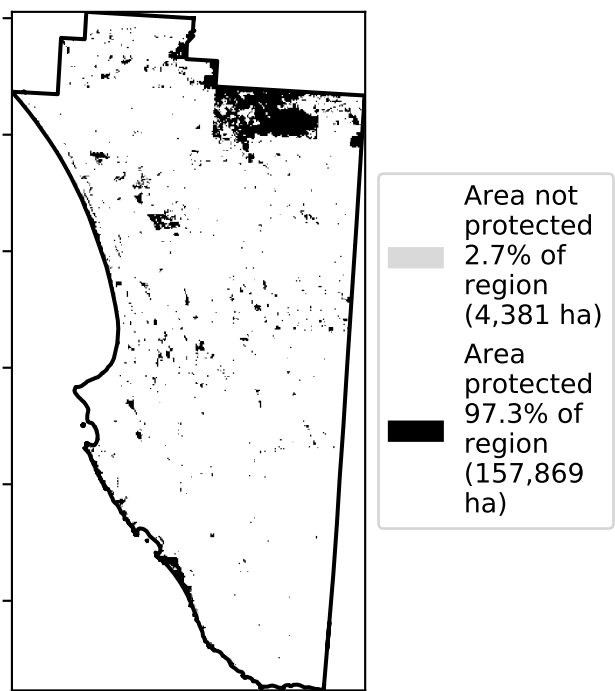 Area not
protected
2.7% of
region
(4,381 ha)
Area
protected
97.3% of
region
(157,869
ha)